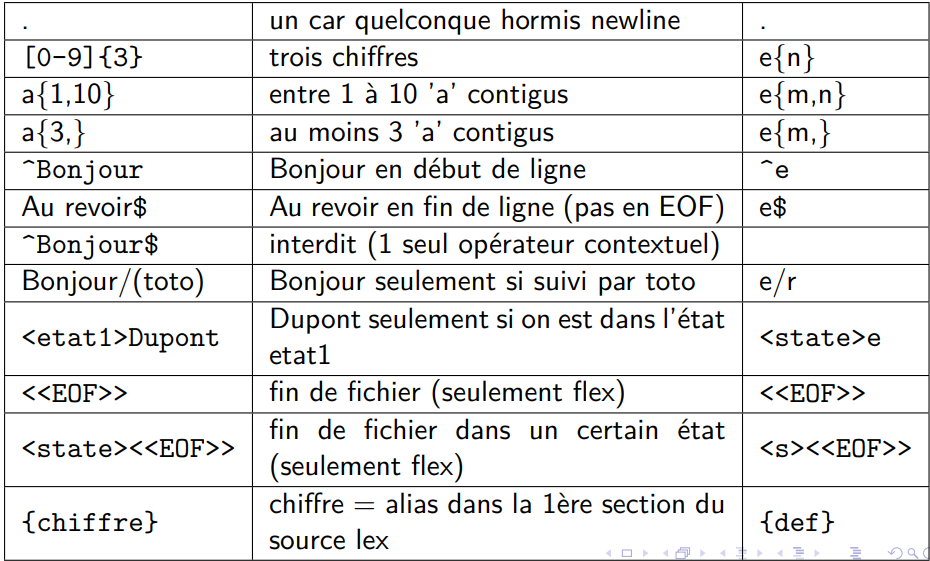 . un car quelconque hormis newline .
[0-9]{3} trois chiffres e{n}
a{1,10} entre 1 à 10 'a' contigus e{m,n}
a{3,} au moins 3 'a' contigus e{m,}
^Bonjour Bonjour en début de ligne ^e
Au revoir$ Au revoir en fin de ligne (pas en EOF) e$
^Bonjour$ interdit (1 seul opérateur contextuel)
Bonjour/(toto) Bonjour seulement si suivi par toto e/r
<etat1>Dupont Dupont seulement si on est dans l'état <state>e
etat1
<<EOF>> fin de fichier (seulement flex) <<EOF>>
<state><<EOF>> fin de fichier dans un certain état <s><<EOF>>
(seulement flex)
{chiffre} chiffre = alias dans la 1ère section du {def}
source lex